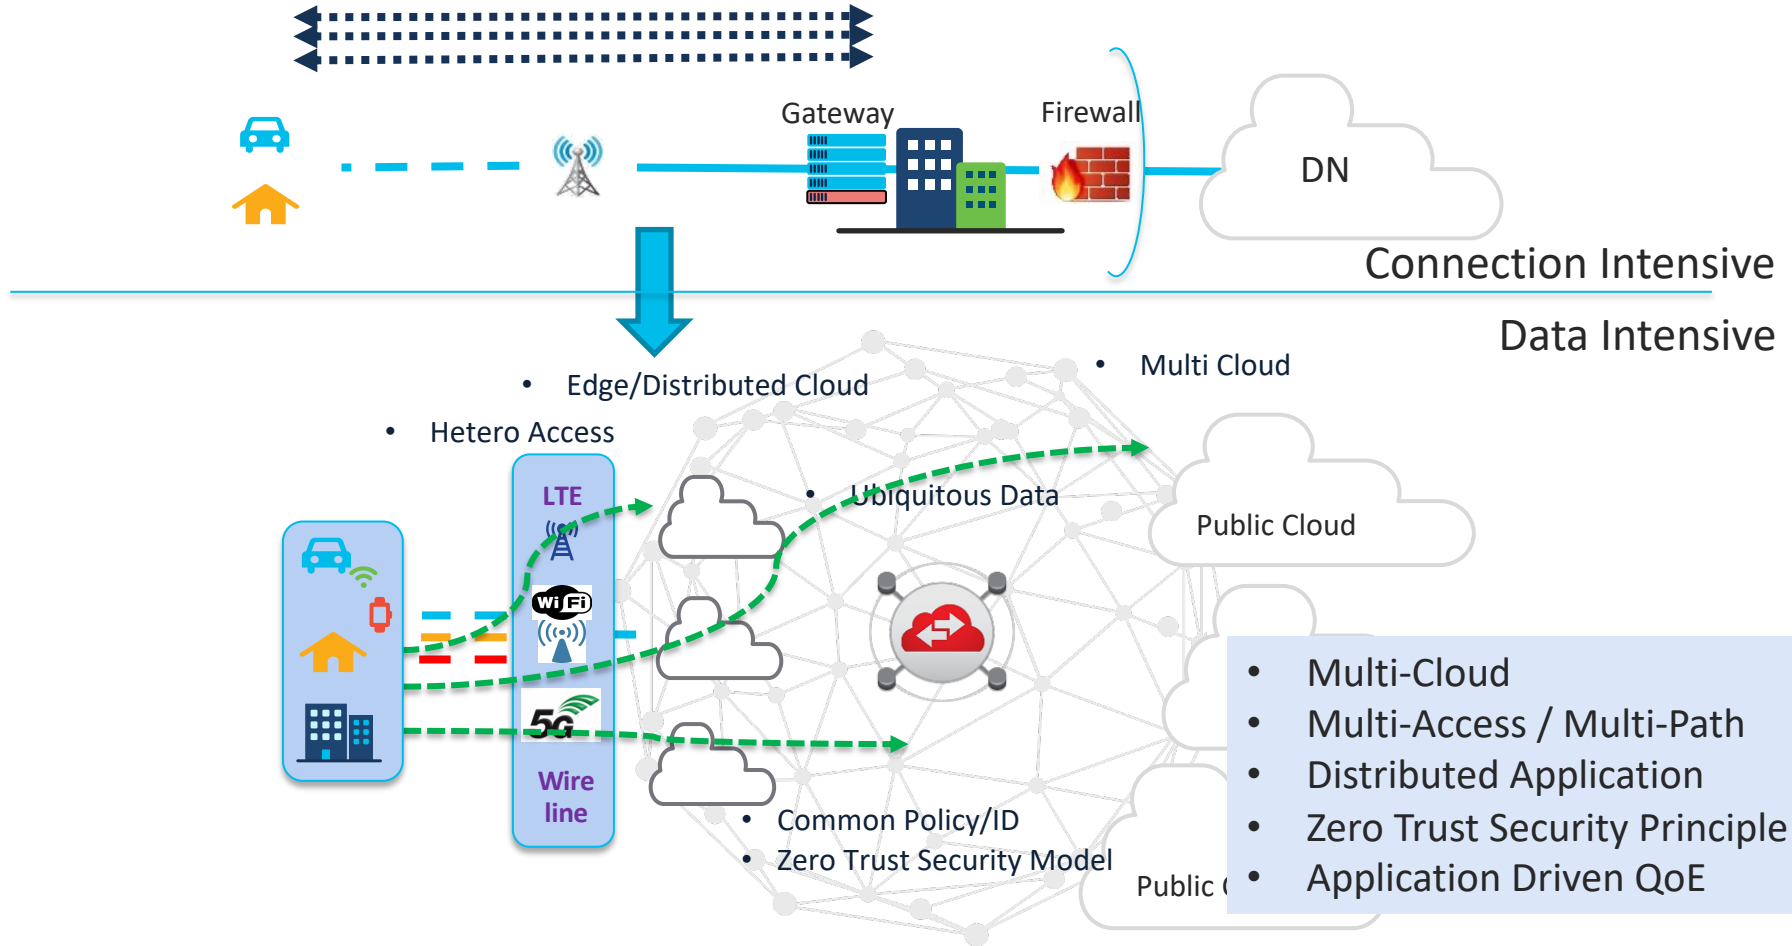 Gateway
Firewall
DN
Connection Intensive
Data Intensive
• Multi Cloud
• Edge/Distributed Cloud
• Hetero Access
LTE
• Ubiquitous Data
Public Cloud
WiFi
5G
Wire
line
• Common Policy/ID
• Zero Trust Security Model
Public
• Multi-Cloud
• Multi-Access / Multi-Path
• Distributed Application
• Zero Trust Security Principle
• Application Driven QoE